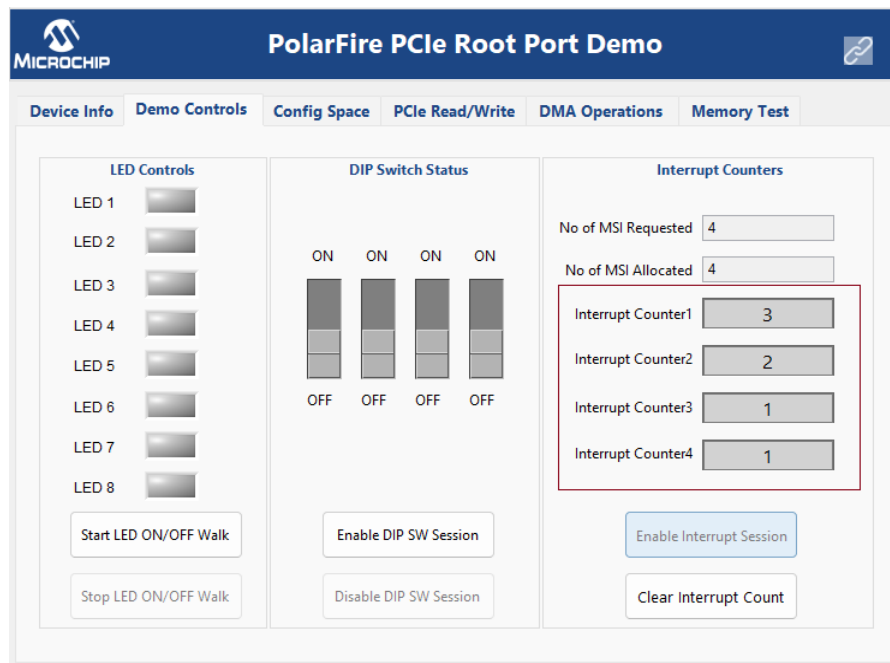 MICROCHIP
PolarFire PCIe Root Port Demo
Device Info Demo Controls Config Space PCIe Read/Write DMA Operations Memory Test
LED Controls
LED 1
LED 2
LED 3
LED 4
LED 5
LED 6
LED 7
LED 8
Start LED ON/OFF Walk
Stop LED ON/OFF Walk
DIP Switch Status
ON ON ON ON
OFF OFF OFF OFF
Enable DIP SW Session
Disable DIP SW Session
Interrupt Counters
No of MSI Requested 4
No of MSI Allocated 4
Interrupt Counter1 3
Interrupt Counter2 2
Interrupt Counter3 1
Interrupt Counter4 1
Enable Interrupt Session
Clear Interrupt Count